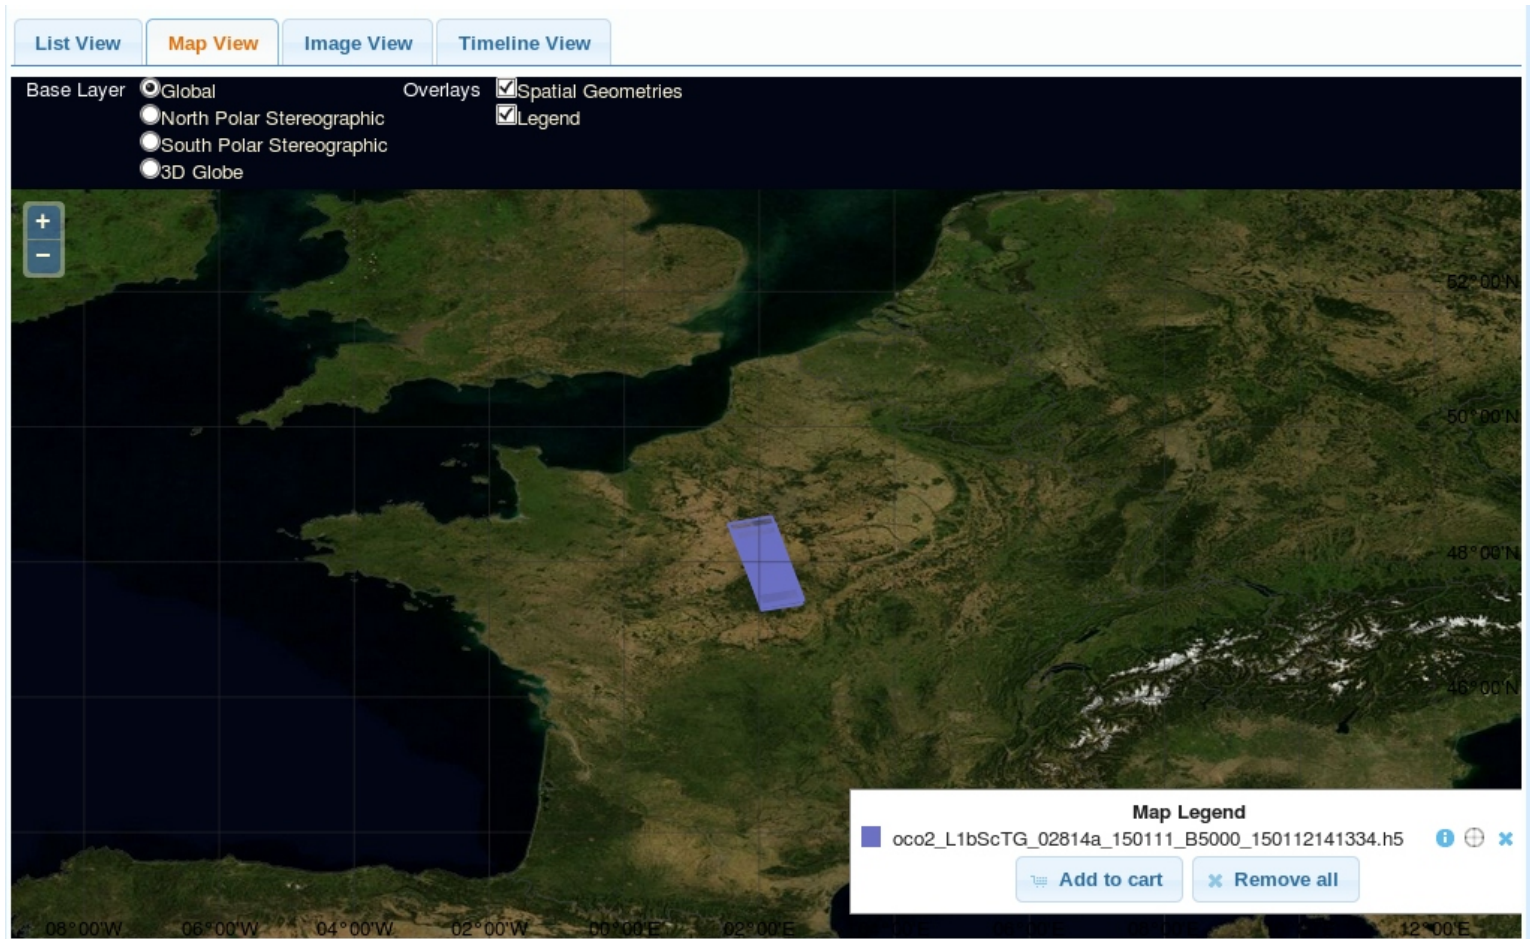 List View Map View Image View Timeline View
Base Layer Global Overlays Spatial Geometries
North Polar Stereographic Legend
South Polar Stereographic
3D Globe
+
−
52°00'N
50°00'N
48°00'N
46°00'N
Map Legend
oco2_L1bScTG_02814a_150111_B5000_150112141334.h5
Add to cart Remove all
08°00'W 06°00'W 04°00'W 02°00'W 00°00'E 02°00'E 12°00'E